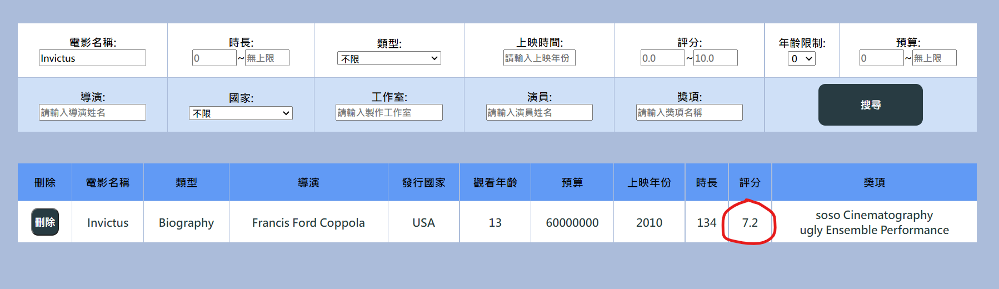 電影名稱:
Invictus
時長:
0 ~ 無上限
類型:
不限
上映時間:
請輸入上映年份
評分:
0.0 ~ 10.0
年齡限制:
0
預算:
0 ~ 無上限
導演:
請輸入導演姓名
國家:
不限
工作室:
請輸入製作工作室
演員:
請輸入演員姓名
獎項:
請輸入獎項名稱
搜尋
刪除 電影名稱 類型 導演 發行國家 觀看年齡 預算 上映年份 時長 評分 獎項
刪除 Invictus Biography Francis Ford Coppola USA 13 60000000 2010 134 7.2 soso Cinematography
ugly Ensemble Performance